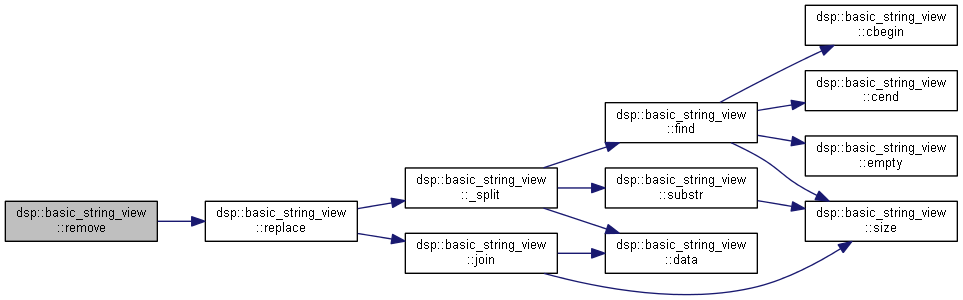 dsp::basic_string_view
::remove
dsp::basic_string_view
::replace
dsp::basic_string_view
::_split
dsp::basic_string_view
::join
dsp::basic_string_view
::find
dsp::basic_string_view
::substr
dsp::basic_string_view
::data
dsp::basic_string_view
::cbegin
dsp::basic_string_view
::cend
dsp::basic_string_view
::empty
dsp::basic_string_view
::size